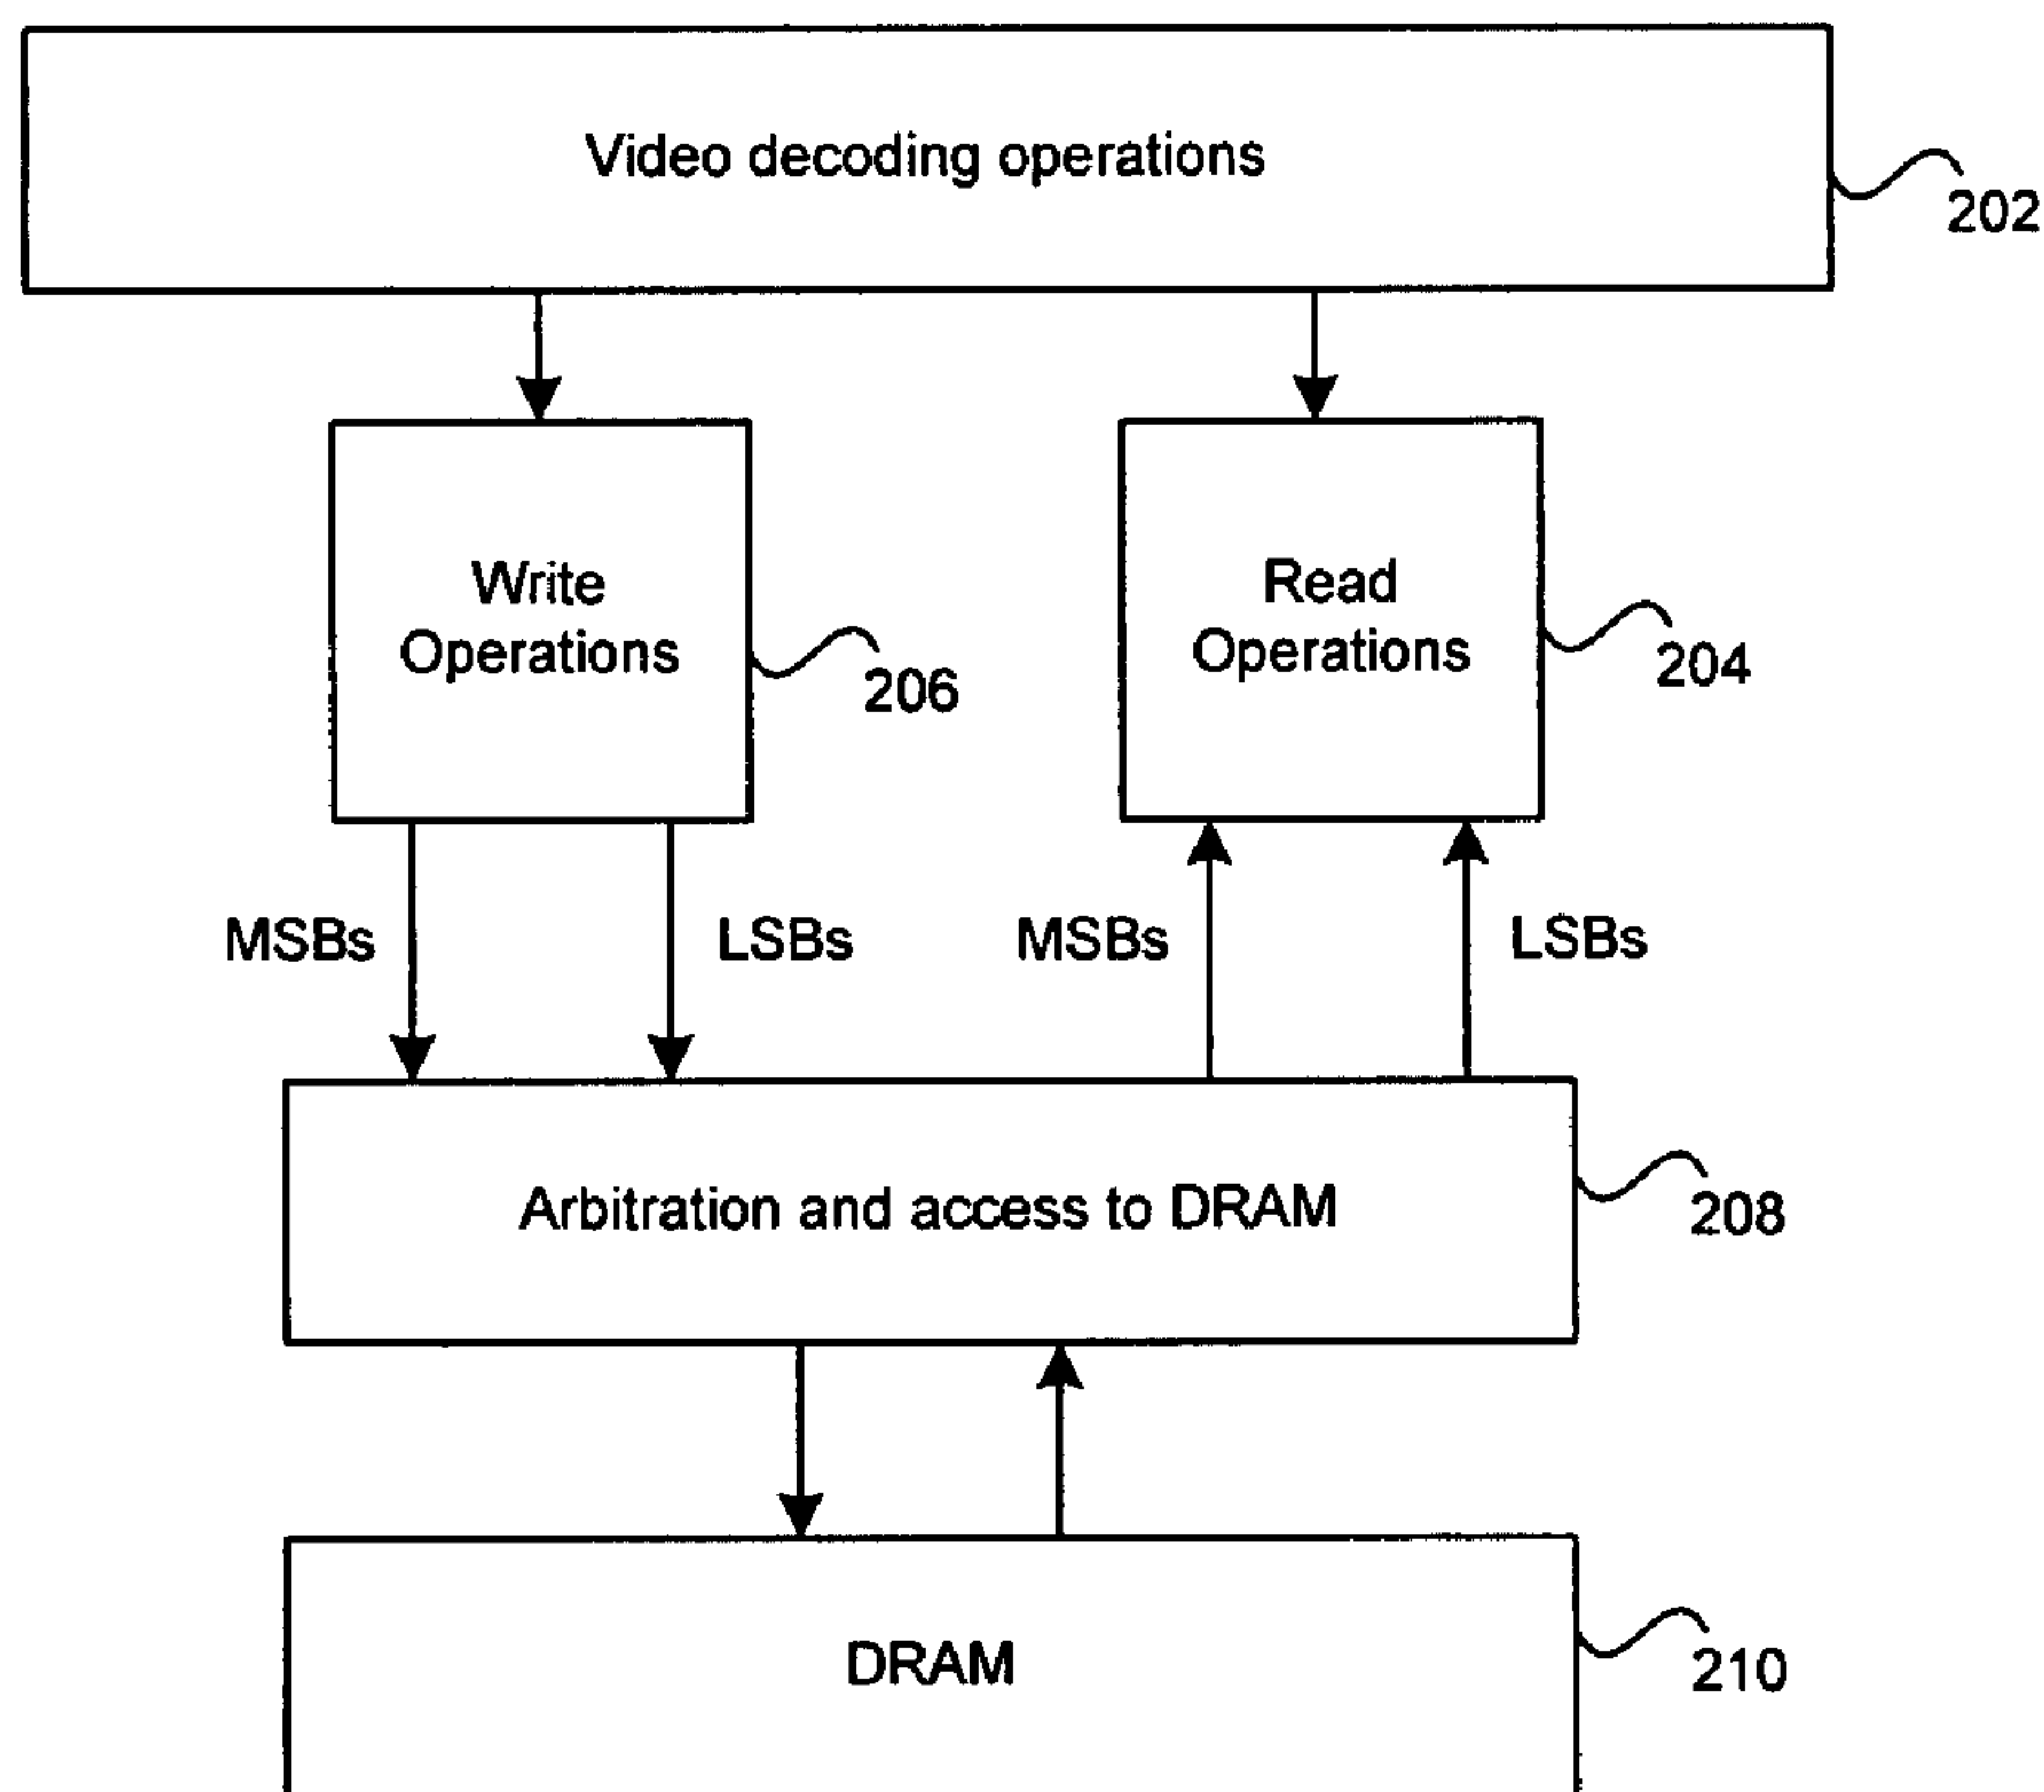 Video decoding operations
202
Write
Operations
206
Read
Operations
204
MSBs
LSBs
MSBs
LSBs
Arbitration and access to DRAM
208
DRAM
210